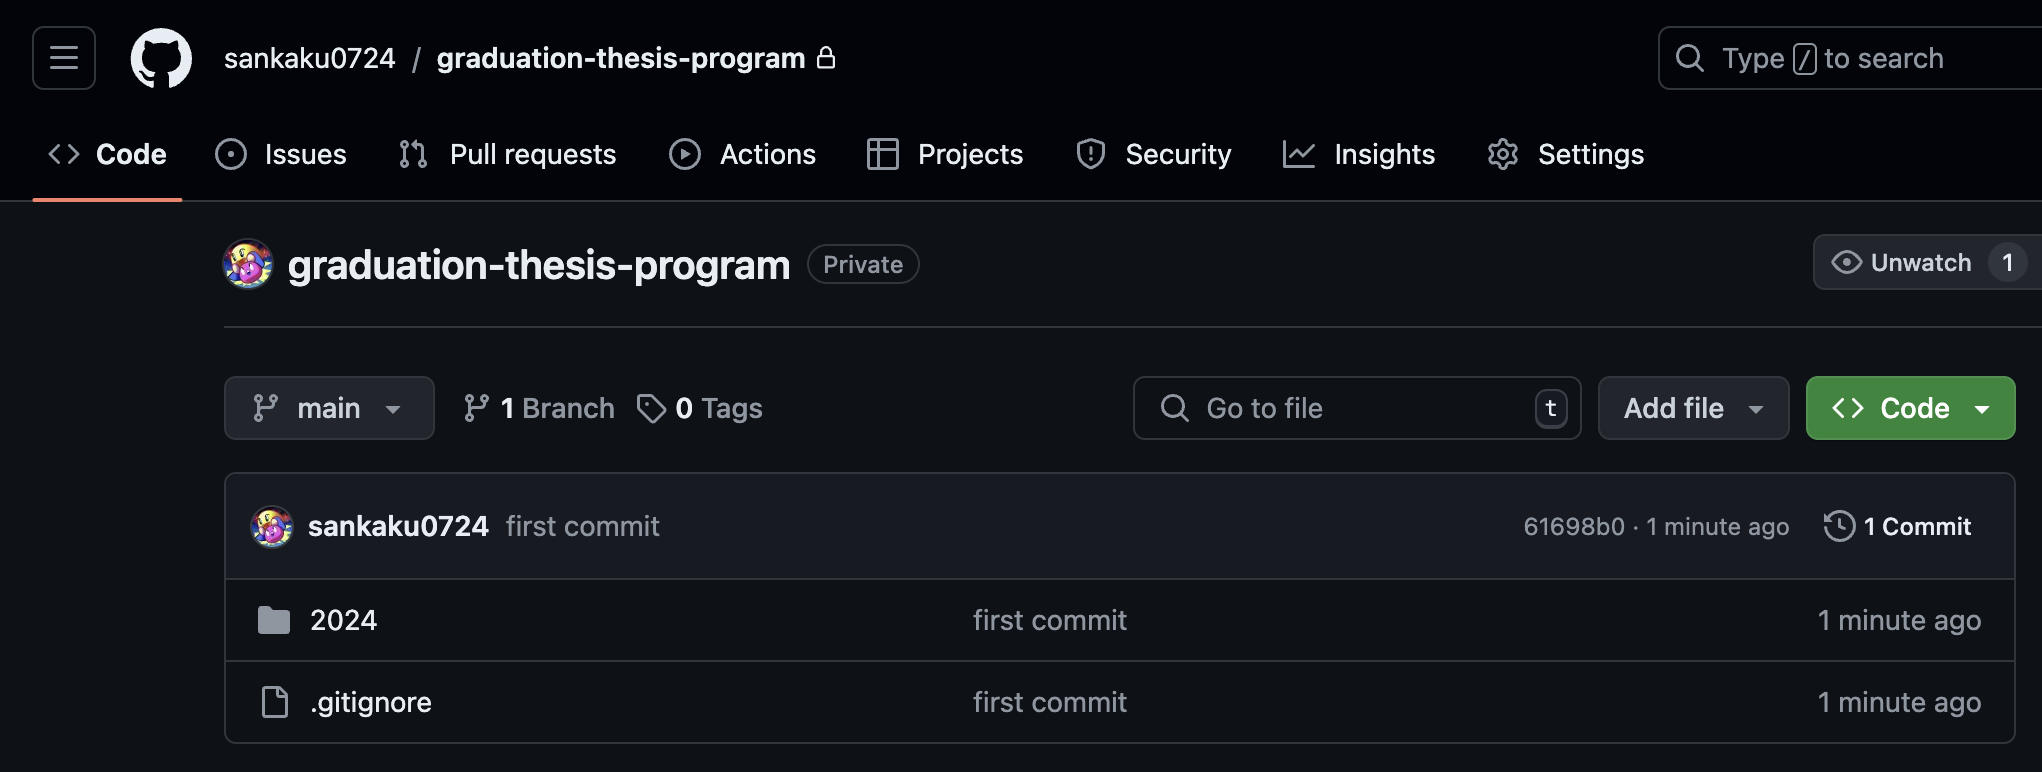 sankaku0724 / graduation-thesis-program
Type / to search
Code Issues Pull requests Actions Projects Security Insights Settings
graduation-thesis-program Private
Unwatch 1
main 1 Branch 0 Tags
Go to file t
Add file
Code
sankaku0724 first commit 61698b0 · 1 minute ago 1 Commit
2024 first commit 1 minute ago
.gitignore first commit 1 minute ago